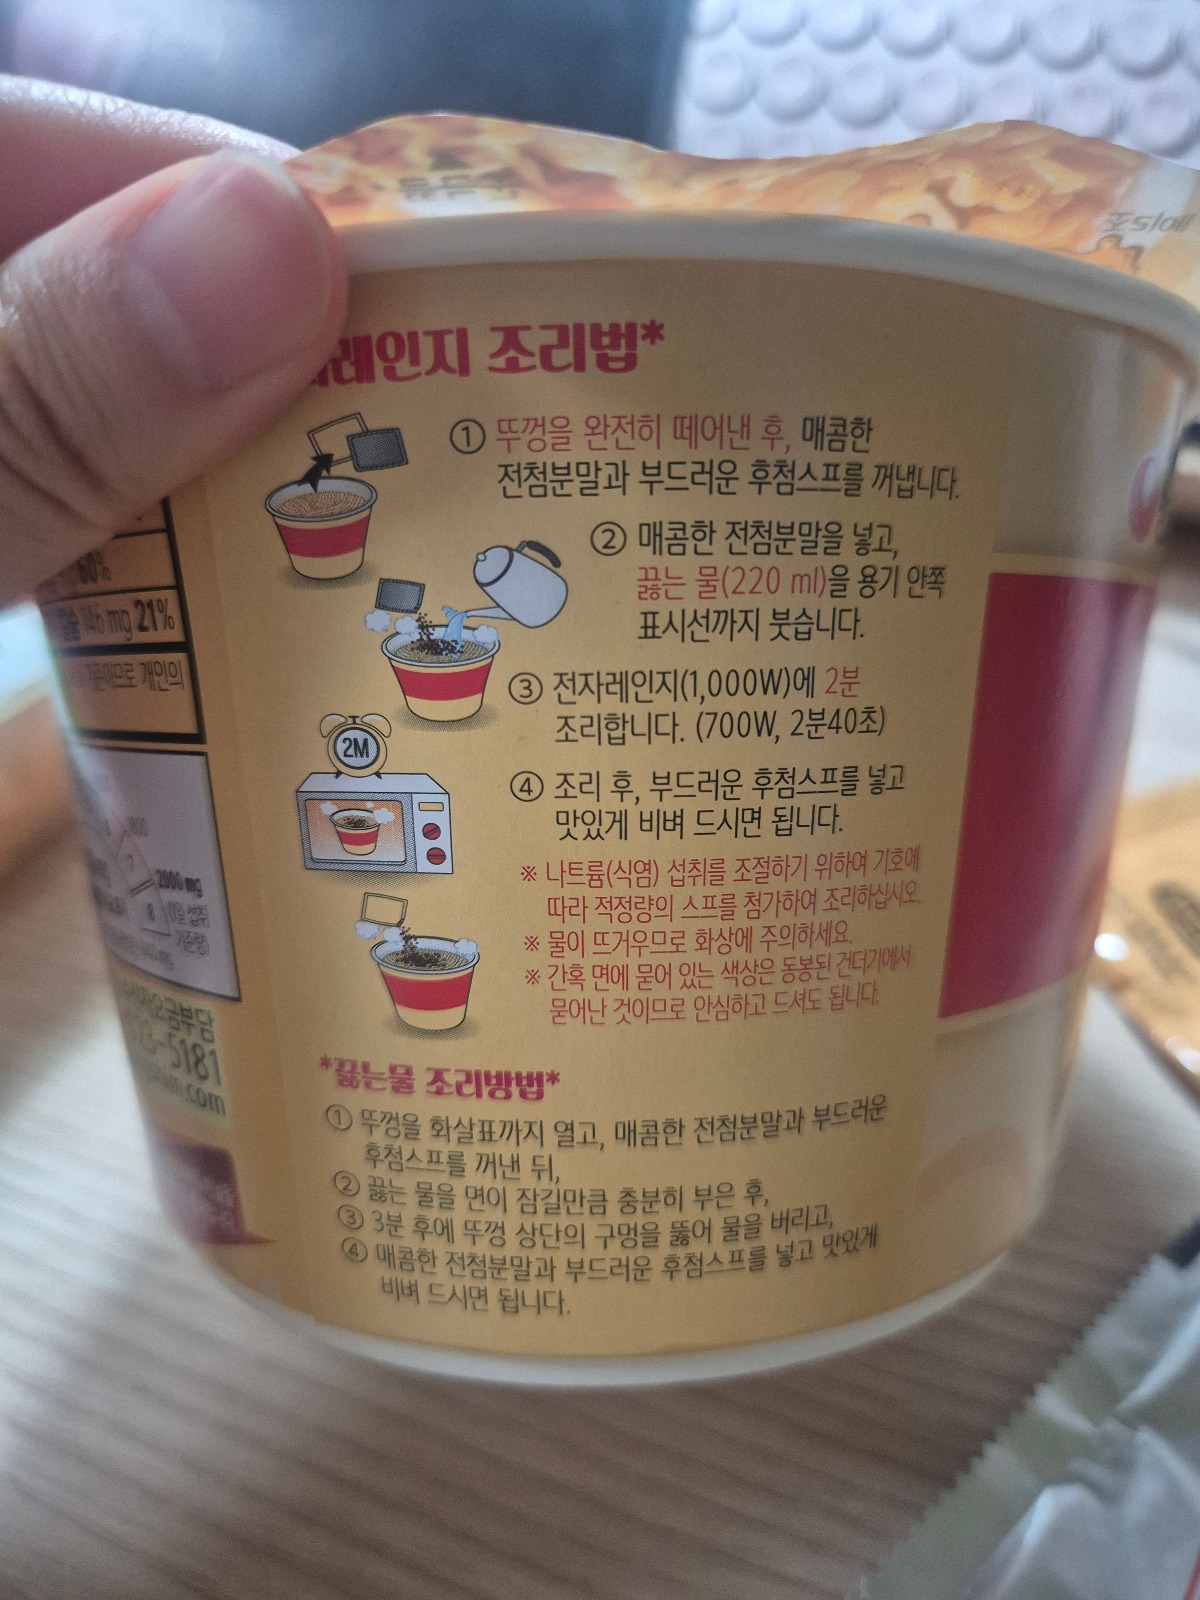 레인지 조리법*
① 뚜껑을 완전히 떼어낸 후, 매콤한
전첨분말과 부드러운 후첨스프를 꺼냅니다.
② 매콤한 전첨분말을 넣고,
끓는 물(220 ml)을 용기 안쪽
표시선까지 붓습니다.
③ 전자레인지(1,000W)에 2분
조리합니다. (700W, 2분40초)
2M
④ 조리 후, 부드러운 후첨스프를 넣고
맛있게 비벼 드시면 됩니다.
※ 나트륨(식염) 섭취를 조절하기 위하여 기호에
따라 적정량의 스프를 첨가하여 조리하십시오.
※ 물이 뜨거우므로 화상에 주의하세요.
※ 간혹 면에 묻어 있는 색상은 동봉된 건더기에서
묻어난 것이므로 안심하고 드셔도 됩니다.
*끓는물 조리방법*
① 뚜껑을 화살표까지 열고, 매콤한 전첨분말과 부드러운
후첨스프를 꺼낸 뒤,
② 끓는 물을 면이 잠길만큼 충분히 부은 후,
③ 3분 후에 뚜껑 상단의 구멍을 뚫어 물을 버리고,
④ 매콤한 전첨분말과 부드러운 후첨스프를 넣고 맛있게
비벼 드시면 됩니다.
60%
mg 21%
개인의
2000 mg
(1일 섭취
기준량)
요금부담
-5181
.com